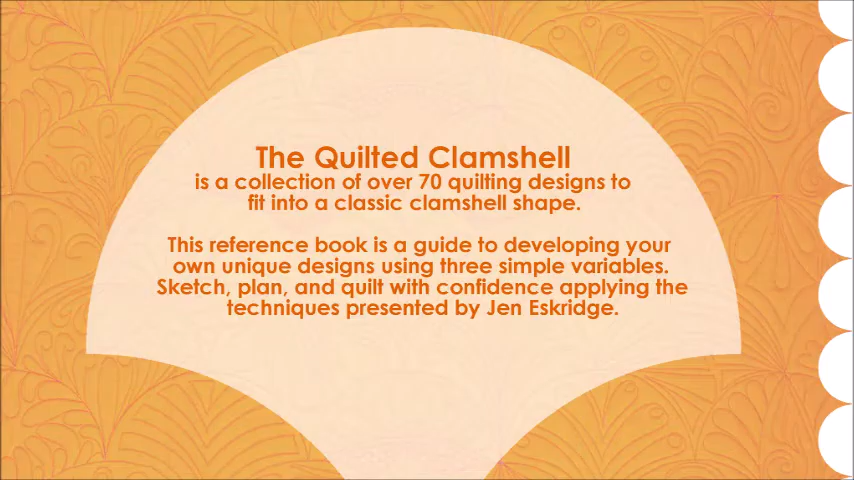 The Quilted Clamshell
is a collection of over 70 quilting designs to
fit into a classic clamshell shape.
This reference book is a guide to developing your
own unique designs using three simple variables.
Sketch, plan, and quilt with confidence applying the
techniques presented by Jen Eskridge.